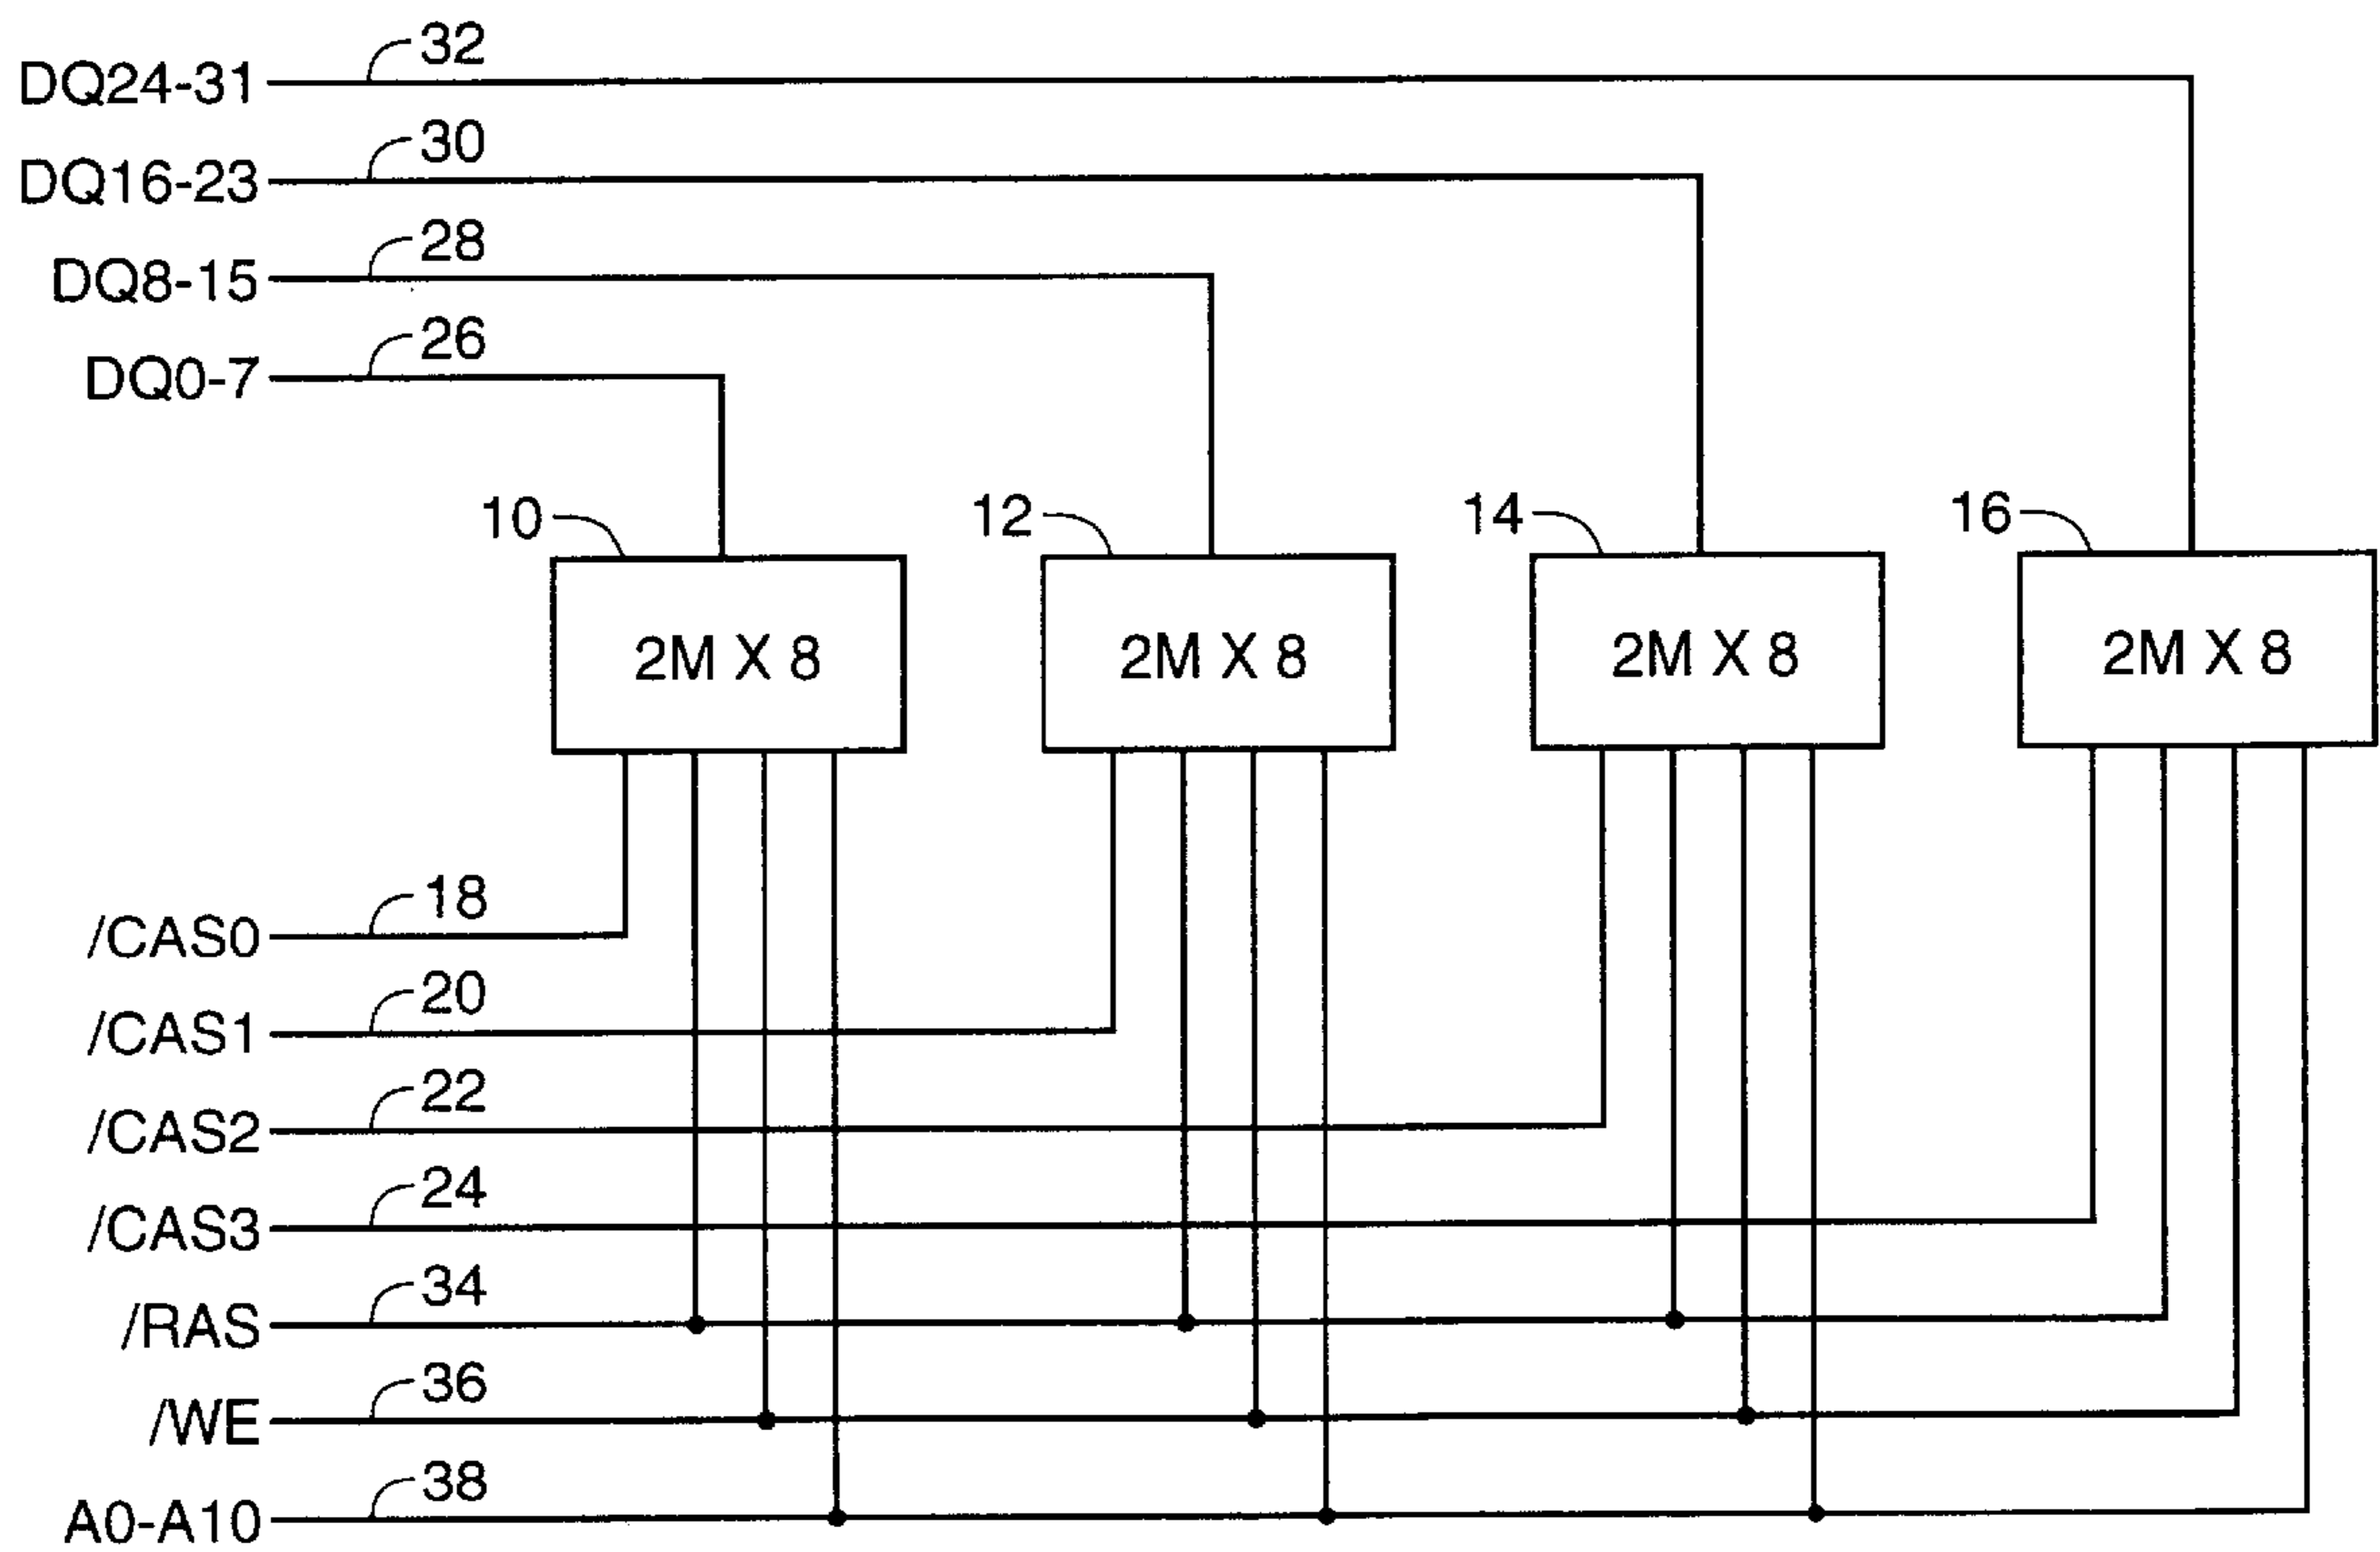 32
DQ24-31
30
DQ16-23
28
DQ8-15
26
DQ0-7
10
12
14
16
2M X 8
2M X 8
2M X 8
2M X 8
18
/CAS0
20
/CAS1
22
/CAS2
24
/CAS3
34
/RAS
36
/WE
38
A0-A10